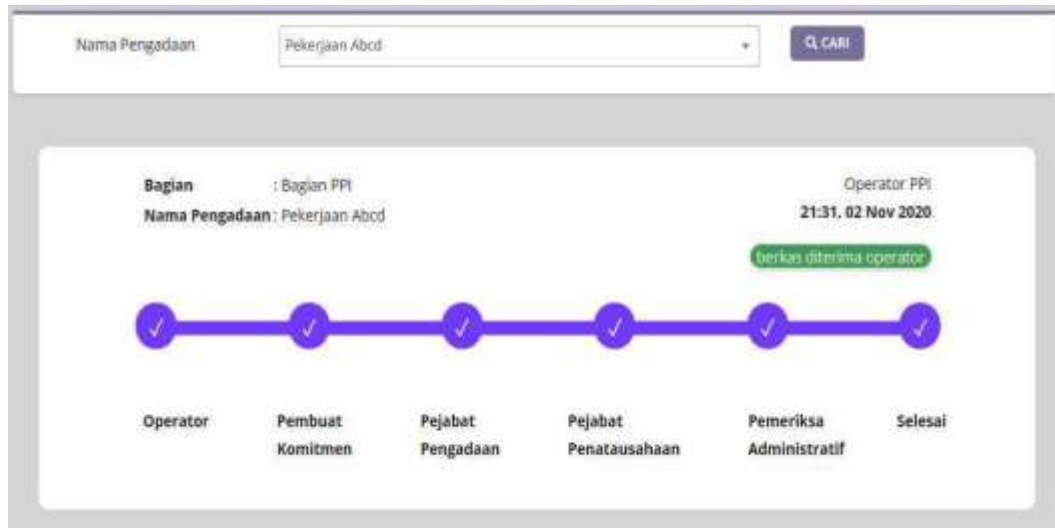 Nama Pengadaan Pekerjaan Abcd CARI
Bagian : Bagian PPI Operator PPI
Nama Pengadaan : Pekerjaan Abcd 21:31, 02 Nov 2020
berkas diterima operator
Operator Pembuat Pejabat Pejabat Pemeriksa Selesai
Komitmen Pengadaan Penatausahaan Administratif